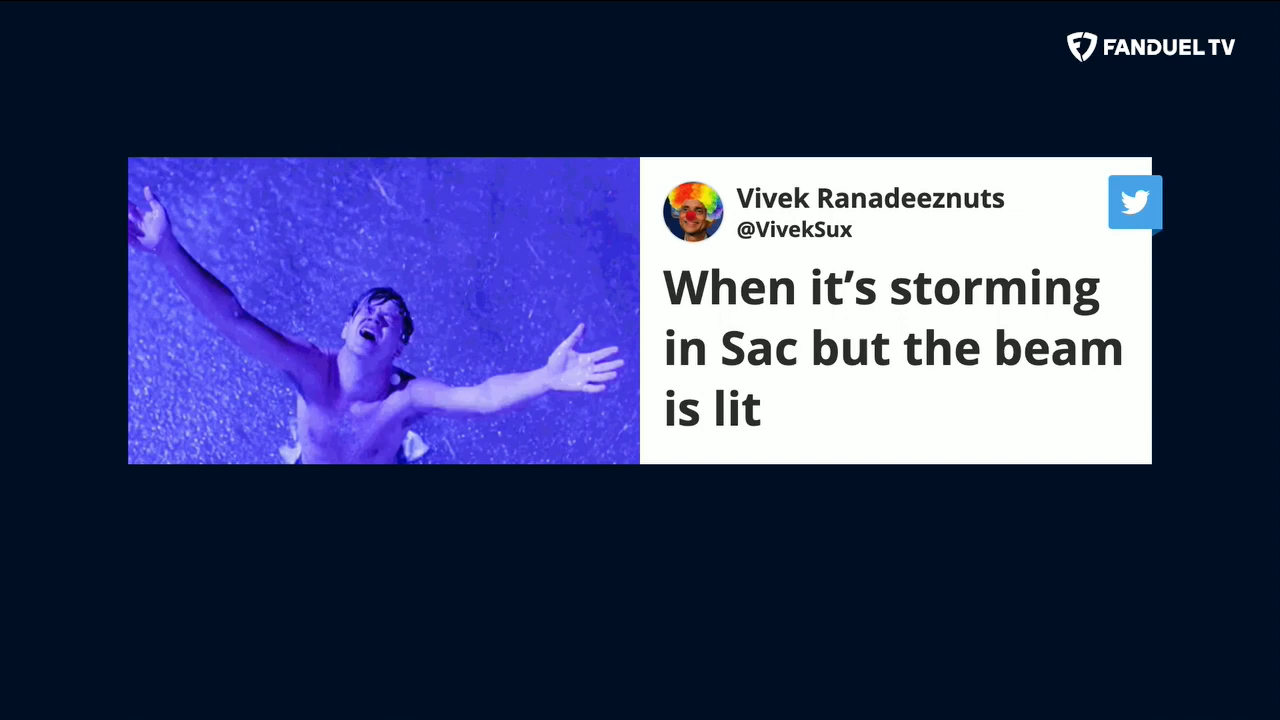 FANDUEL TV
Vivek Ranadeeznuts
@VivekSux
When it’s storming
in Sac but the beam
is lit